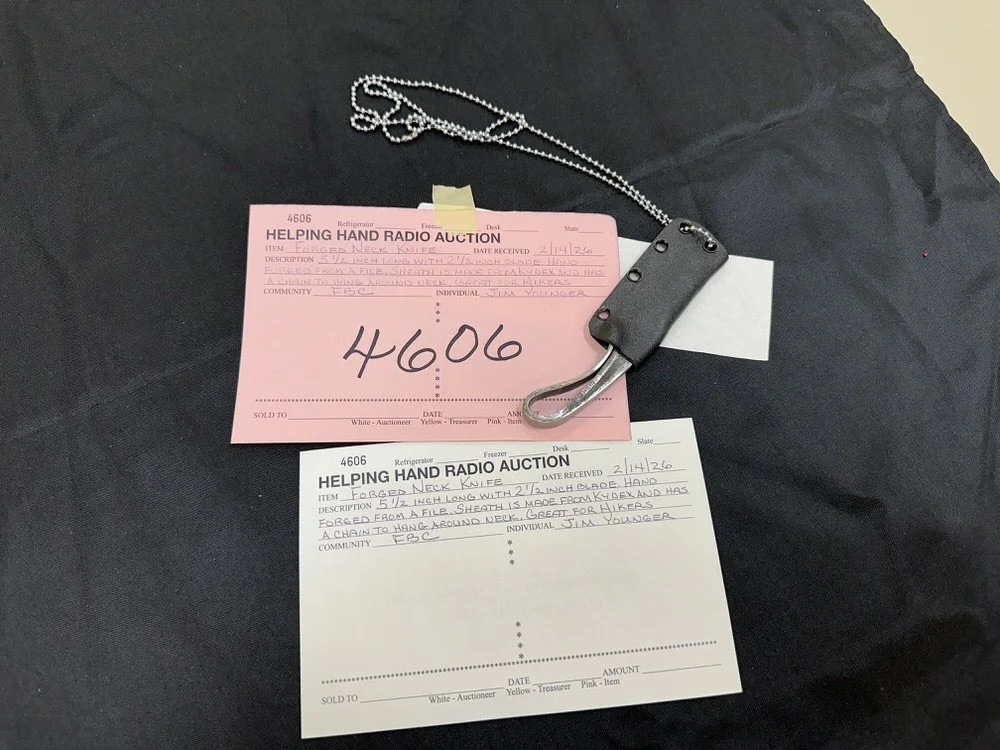 4606 Refrigerator Freezer Desk Slate
HELPING HAND RADIO AUCTION
ITEM FORGED NECK KNIFE DATE RECEIVED 2/14/26
DESCRIPTION 5 1/2 INCH LONG WITH 2 1/2 INCH BLADE. HAND
FORGED FROM A FILE. SHEATH IS MADE FROM KYDEX AND HAS
A CHAIN TO HANG AROUND NECK. GREAT FOR HIKERS
COMMUNITY FBC INDIVIDUAL JIM YOUNGER
4606
SOLD TO DATE
White - Auctioneer Yellow - Treasurer Pink - Item
4606 Refrigerator Freezer Desk Slate
HELPING HAND RADIO AUCTION
ITEM FORGED NECK KNIFE DATE RECEIVED 2/14/26
DESCRIPTION 5 1/2 INCH LONG WITH 2 1/2 INCH BLADE. HAND
FORGED FROM A FILE. SHEATH IS MADE FROM KYDEX AND HAS
A CHAIN TO HANG AROUND NECK. GREAT FOR HIKERS
COMMUNITY FBC INDIVIDUAL JIM YOUNGER
SOLD TO DATE AMOUNT
White - Auctioneer Yellow - Treasurer Pink - Item